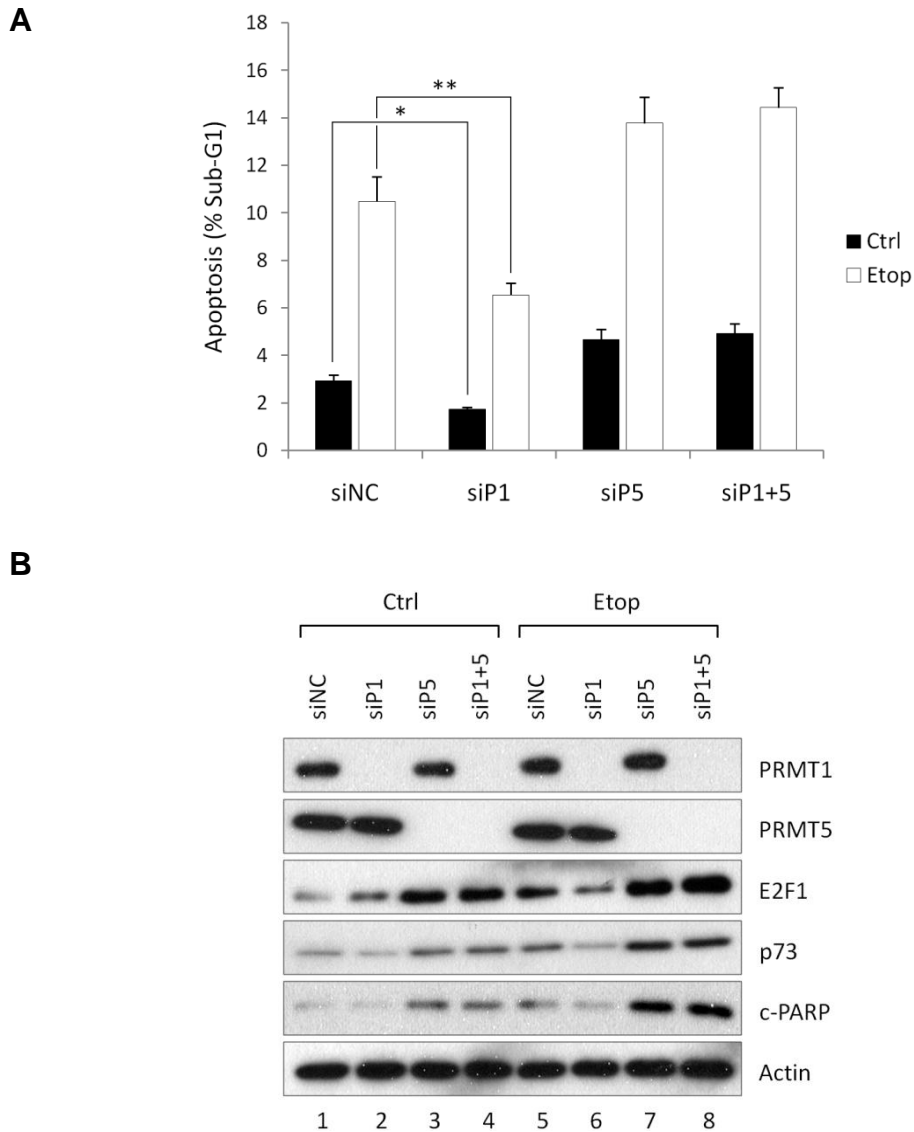 A
18
16
14
12
10
8
6
4
2
0
Apoptosis (% Sub-G1)
*
**
Ctrl
Etop
siNC siP1 siP5 siP1+5
B
Ctrl Etop
siNC siP1 siP5 siP1+5 siNC siP1 siP5 siP1+5
PRMT1
PRMT5
E2F1
p73
c-PARP
Actin
1 2 3 4 5 6 7 8